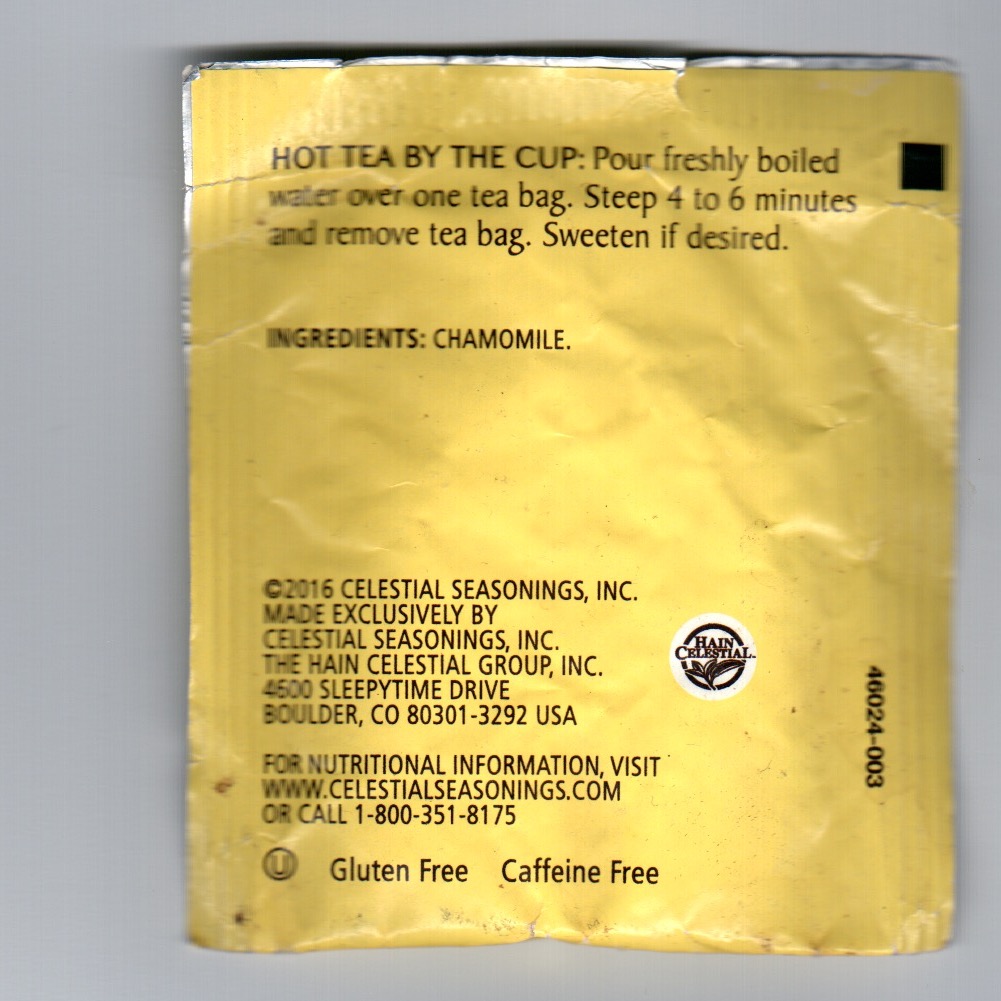 HOT TEA BY THE CUP: Pour freshly boiled
water over one tea bag. Steep 4 to 6 minutes
and remove tea bag. Sweeten if desired.
INGREDIENTS: CHAMOMILE.
©2016 CELESTIAL SEASONINGS, INC.
MADE EXCLUSIVELY BY
CELESTIAL SEASONINGS, INC.
THE HAIN CELESTIAL GROUP, INC.
4600 SLEEPYTIME DRIVE
BOULDER, CO 80301-3292 USA
HAIN
CELESTIAL
46024-003
FOR NUTRITIONAL INFORMATION, VISIT
WWW.CELESTIALSEASONINGS.COM
OR CALL 1-800-351-8175
U Gluten Free Caffeine Free